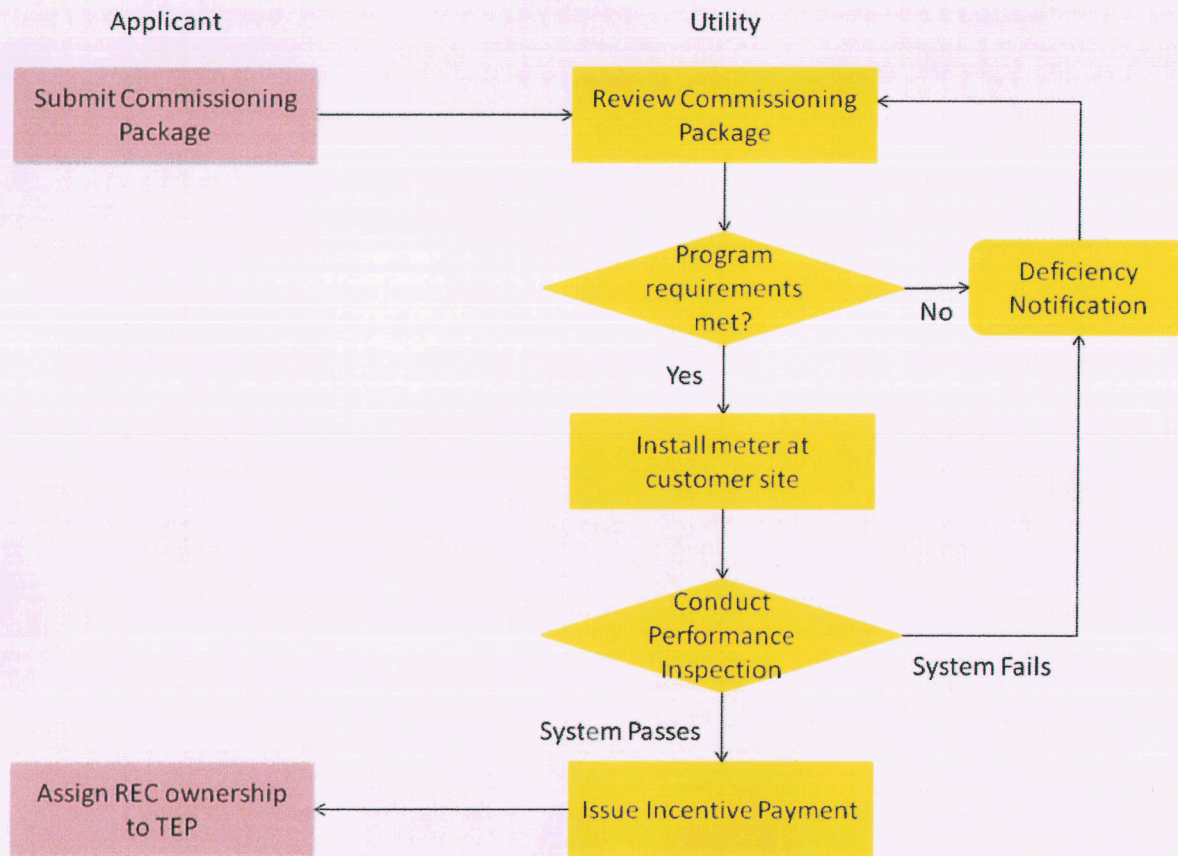 Applicant
Utility
Submit Commissioning
Package
Review Commissioning
Package
Program
requirements
met?
No
Deficiency
Notification
Yes
Install meter at
customer site
Conduct
Performance
Inspection
System Fails
System Passes
Assign REC ownership
to TEP
Issue Incentive Payment